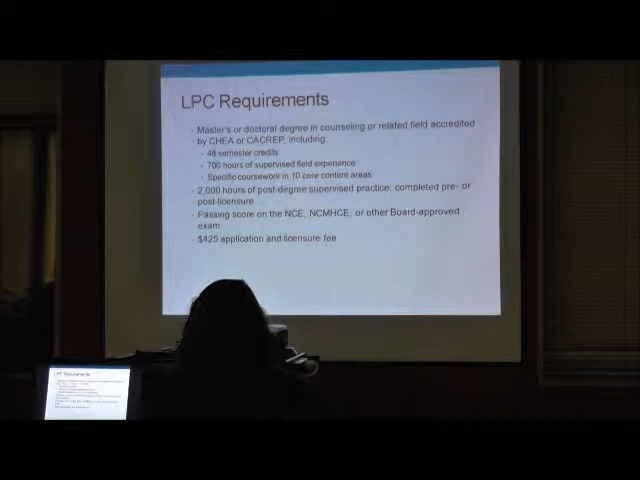 LPC Requirements
Master's or doctoral degree in counseling or related field accredited
by CHEA or CACREP, including:
48 semester credits
700 hours of supervised field experience
Specific coursework in 10 core content areas
2,000 hours of post-degree supervised practice, completed pre- or
post-licensure
Passing score on the NCE, NCMHCE, or other Board-approved
exam
$425 application and licensure fee
LPC Requirements